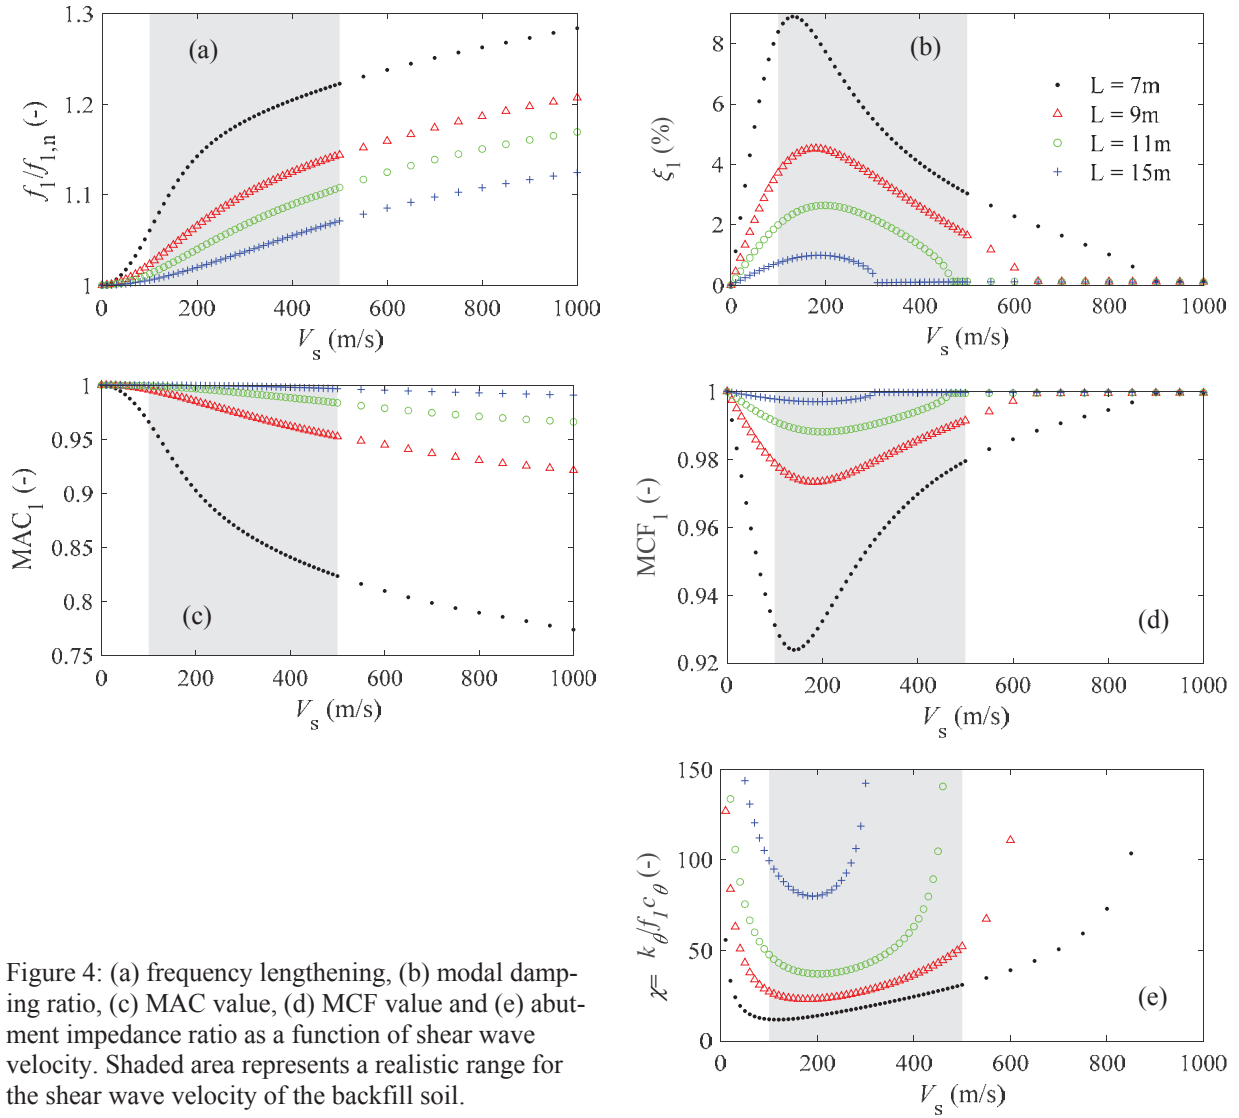 1.3
1.2
1.1
1
f1/f1,n (-)
(a)
0 200 400 600 800 1000
Vs (m/s)
8
6
4
2
0
ξ1 (%)
(b)
L = 7m
L = 9m
L = 11m
L = 15m
0 200 400 600 800 1000
Vs (m/s)
1
0.95
0.9
0.85
0.8
0.75
MAC1 (-)
(c)
0 200 400 600 800 1000
Vs (m/s)
1
0.98
0.96
0.94
0.92
MCF1 (-)
(d)
0 200 400 600 800 1000
Vs (m/s)
150
100
50
0
χ= kθ/f1cθ (-)
(e)
0 200 400 600 800 1000
Vs (m/s)
Figure 4: (a) frequency lengthening, (b) modal damp-
ing ratio, (c) MAC value, (d) MCF value and (e) abut-
ment impedance ratio as a function of shear wave
velocity. Shaded area represents a realistic range for
the shear wave velocity of the backfill soil.